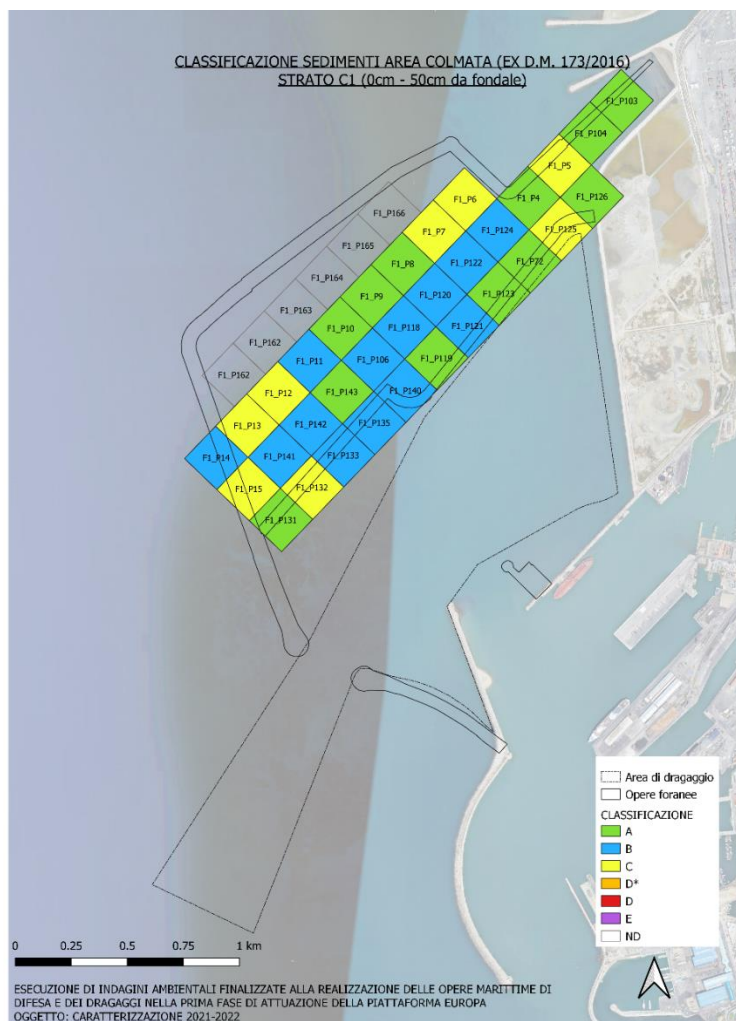 CLASSIFICAZIONE SEDIMENTI AREA COLMATA (EX D.M. 173/2016)
STRATO C1 (0cm - 50cm da fondale)
F1_P103
F1_P104
F1_P5
F1_P126
F1_P4
F1_P125
F1_P6
F1_P166
F1_P7
F1_P124
F1_P72
F1_P165
F1_P8
F1_P122
F1_P123
F1_P164
F1_P9
F1_P120
F1_P121
F1_P163
F1_P10
F1_P118
F1_P119
F1_P162
F1_P11
F1_P106
F1_P140
F1_P162
F1_P12
F1_P143
F1_P135
F1_P13
F1_P142
F1_P133
F1_P14
F1_P141
F1_P132
F1_P15
F1_P131
Area di dragaggio
Opere foranee
CLASSIFICAZIONE
A
B
C
D*
D
E
ND
0 0.25 0.5 0.75 1 km
ESECUZIONE DI INDAGINI AMBIENTALI FINALIZZATE ALLA REALIZZAZIONE DELLE OPERE MARITTIME DI
DIFESA E DEI DRAGAGGI NELLA PRIMA FASE DI ATTUAZIONE DELLA PIATTAFORMA EUROPA
OGGETTO: CARATTERIZZAZIONE 2021-2022